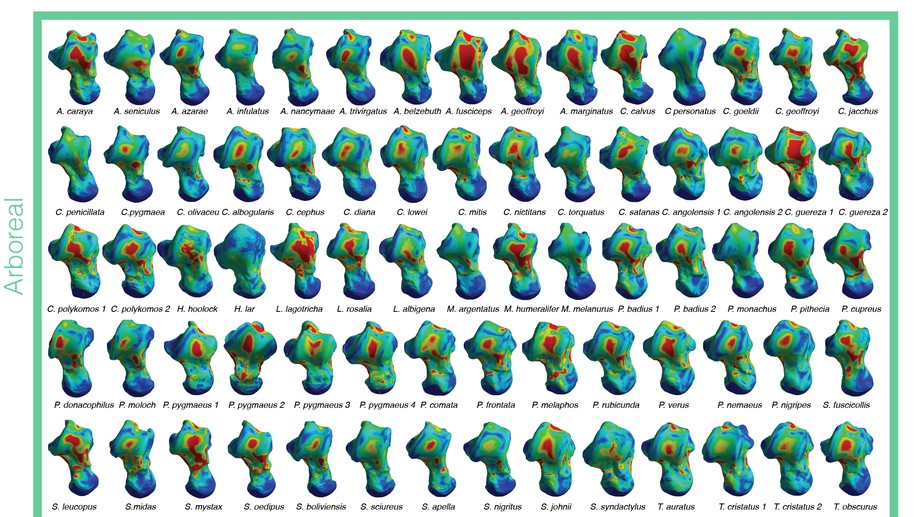 Arboreal
A. caraya A. seniculus A. azarae A. infulatus A. nancymaae A. trivirgatus A. belzebuth A. fusciceps A. geoffroyi A. marginatus C. calvus C personatus C. goeldii C. geoffroyi C. jacchus
C. penicillata C.pygmaea C. olivaceu C. albogularis C. cephus C. diana C. lowei C. mitis C. nictitans C. torquatus C. satanas C. angolensis 1 C. angolensis 2 C. guereza 1 C. guereza 2
C. polykomos 1 C. polykomos 2 H. hoolock H. lar L. lagotricha L. rosalia L. albigena M. argentatus M. humeralifer M. melanurus P. badius 1 P. badius 2 P. monachus P. pithecia P. cupreus
P. donacophilus P. moloch P. pygmaeus 1 P. pygmaeus 2 P. pygmaeus 3 P. pygmaeus 4 P. comata P. frontata P. melaphos P. rubicunda P. verus P. nemaeus P. nigripes S. fuscicollis
S. leucopus S.midas S. mystax S. oedipus S. boliviensis S. sciureus S. apella S. nigritus S. johnii S. syndactylus T. auratus T. cristatus 1 T. cristatus 2 T. obscurus